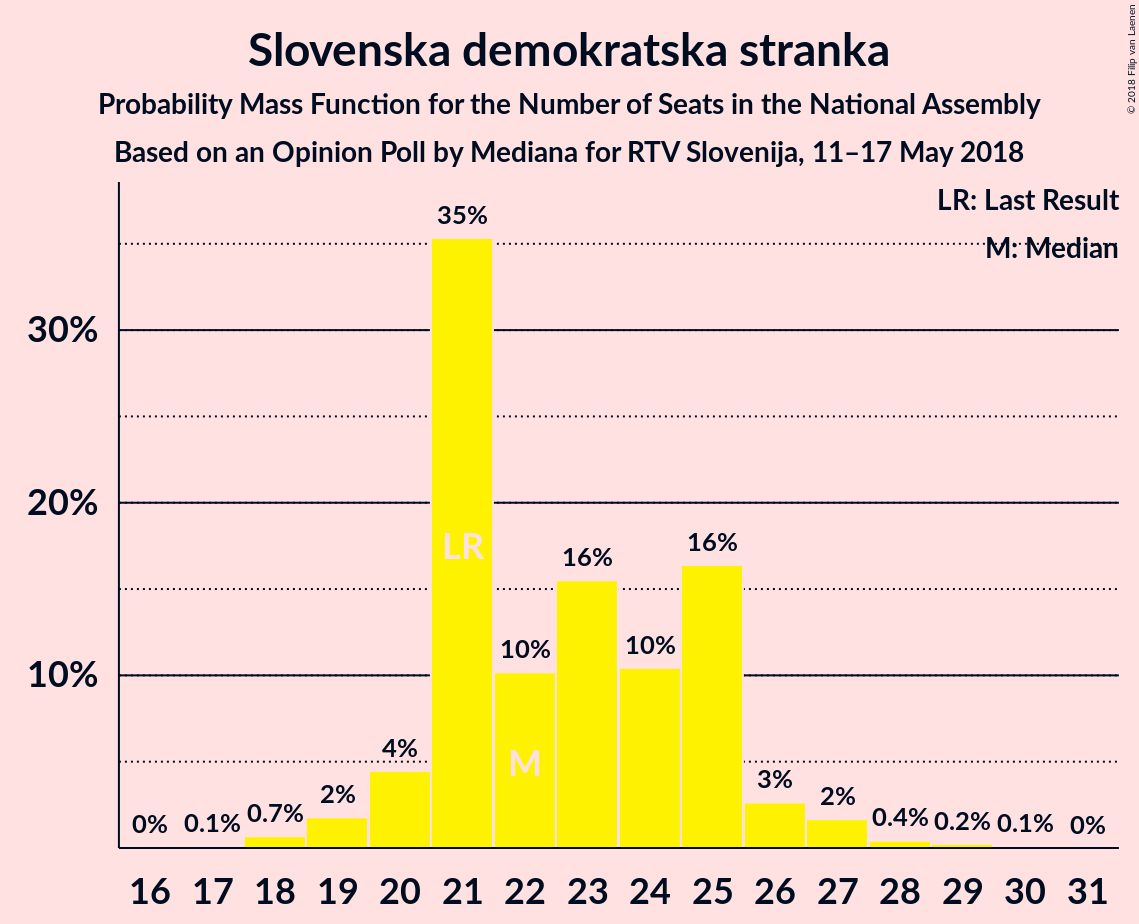 Slovenska demokratska stranka
Probability Mass Function for the Number of Seats in the National Assembly
Based on an Opinion Poll by Mediana for RTV Slovenija, 11–17 May 2018
© 2018 Filip van Laenen
LR: Last Result
M: Median
30%
20%
10%
0%
0.1%
0.7%
2%
4%
35%
10%
16%
10%
16%
3%
2%
0.4%
0.2%
0.1%
0%
LR
M
16 17 18 19 20 21 22 23 24 25 26 27 28 29 30 31